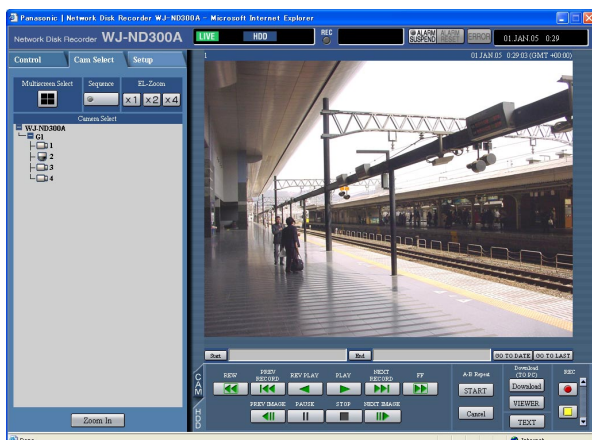 Panasonic | Network Disk Recorder WJ-ND300A - Microsoft Internet Explorer
Network Disk Recorder WJ-ND300A
LIVE HDD REC ALARM SUSPEND ALARM RESET ERROR 01.JAN.05 0:29
Control Cam Select Setup
1 01.JAN.05 0:29:03 (GMT +00:00)
Multiscreen Select Sequence EL-Zoom
x1 x2 x4
Camera Select
WJ-ND300A
G1
1
2
3
4
Start End GO TO DATE GO TO LAST
CAM
REW PREV RECORD REV PLAY PLAY NEXT RECORD FF A-B Repeat Download (TO PC) REC
START Download
HDD
PREV IMAGE PAUSE STOP NEXT IMAGE
Cancel VIEWER
TEXT
Zoom In
Done Internet